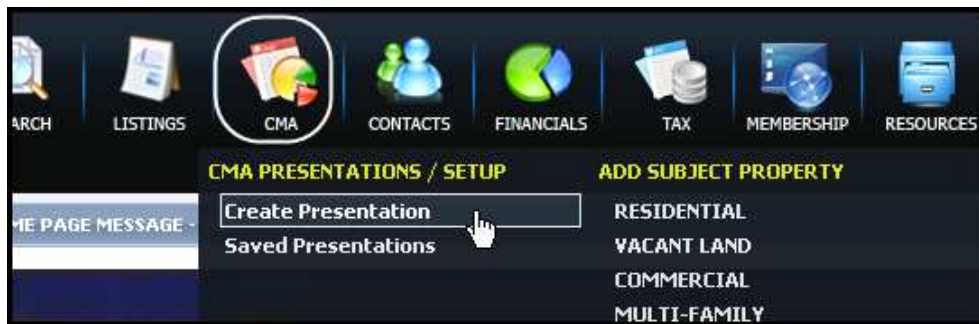 ARCH LISTINGS CMA CONTACTS FINANCIALS TAX MEMBERSHIP RESOURCES
CMA PRESENTATIONS / SETUP ADD SUBJECT PROPERTY
ME PAGE MESSAGE - Create Presentation RESIDENTIAL
Saved Presentations VACANT LAND
COMMERCIAL
MULTI-FAMILY